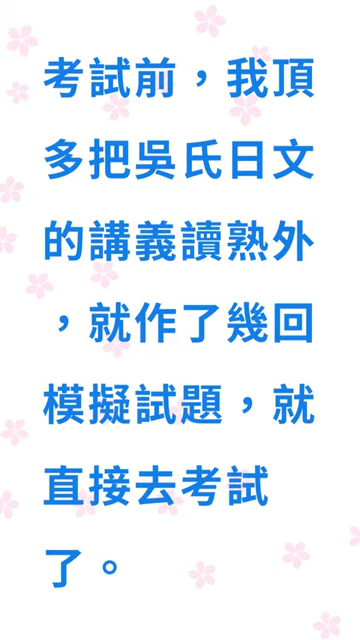 考試前，我頂
多把吳氏日文
的講義讀熟外
，就作了幾回
模擬試題，就
直接去考試
了。